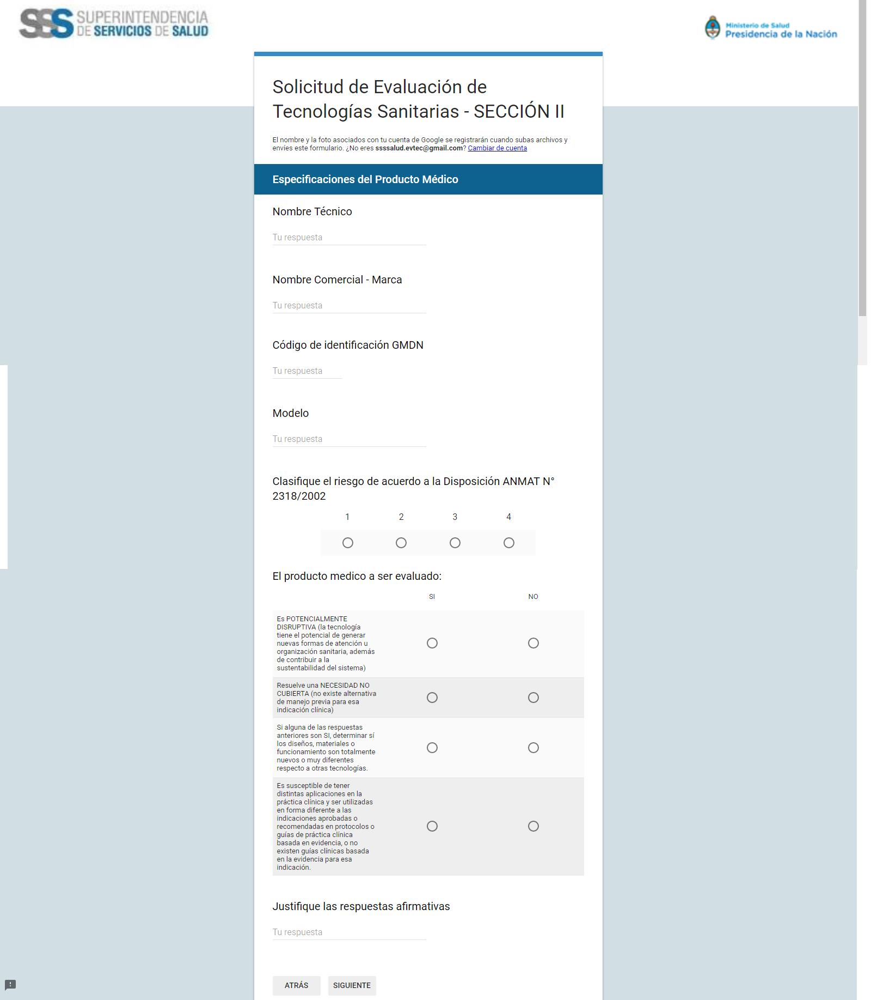 SSS SUPERINTENDENCIA
DE SERVICIOS DE SALUD
Ministerio de Salud
Presidencia de la Nación
Solicitud de Evaluación de
Tecnologías Sanitarias - SECCIÓN II
El nombre y la foto asociados con tu cuenta de Google se registrarán cuando subas archivos y
envíes este formulario. ¿No eres ssssalud.evtec@gmail.com? Cambiar de cuenta
Especificaciones del Producto Médico
Nombre Técnico
Tu respuesta
Nombre Comercial - Marca
Tu respuesta
Código de identificación GMDN
Tu respuesta
Modelo
Tu respuesta
Clasifique el riesgo de acuerdo a la Disposición ANMAT N°
2318/2002
1 2 3 4
El producto medico a ser evaluado:
SI NO
Es POTENCIALMENTE
DISRUPTIVA (la tecnología
tiene el potencial de generar
nuevas formas de atención u
organización sanitaria, además
de contribuir a la
sustentabilidad del sistema)
Resuelve una NECESIDAD NO
CUBIERTA (no existe alternativa
de manejo previa para esa
indicación clínica)
Si alguna de las respuestas
anteriores son SI, determinar sí
los diseños, materiales o
funcionamiento son totalmente
nuevos o muy diferentes
respecto a otras tecnologías.
Es susceptible de tener
distintas aplicaciones en la
práctica clínica y ser utilizadas
en forma diferente a las
indicaciones aprobadas o
recomendadas en protocolos o
guías de práctica clínica
basada en evidencia, o no
existen guías clínicas basada
en la evidencia para esa
indicación.
Justifique las respuestas afirmativas
Tu respuesta
ATRÁS SIGUIENTE